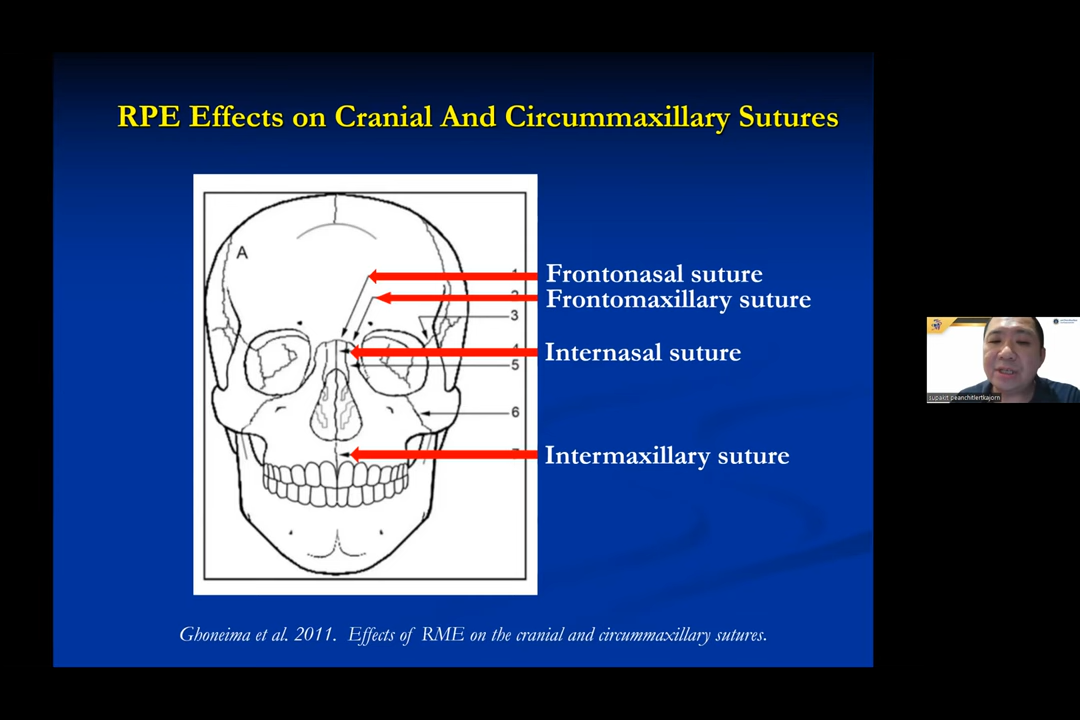 RPE Effects on Cranial And Circummaxillary Sutures
A
Frontonasal suture
Frontomaxillary suture
3
Internasal suture
5
6
Intermaxillary suture
Ghoneima et al. 2011. Effects of RME on the cranial and circummaxillary sutures.
peanchitlertkajorn